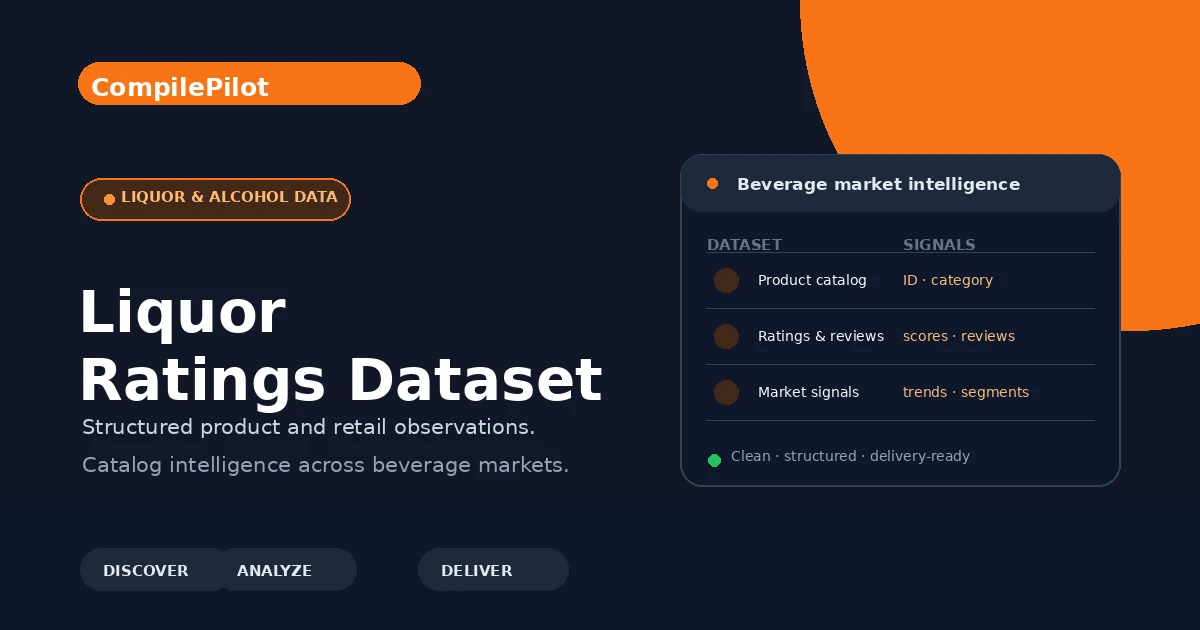 CompilePilot
LIQUOR & ALCOHOL DATA
Liquor
Ratings Dataset
Structured product and retail observations.
Catalog intelligence across beverage markets.
DISCOVER ANALYZE DELIVER
Beverage market intelligence
DATASET SIGNALS
Product catalog ID · category
Ratings & reviews scores · reviews
Market signals trends · segments
Clean · structured · delivery-ready